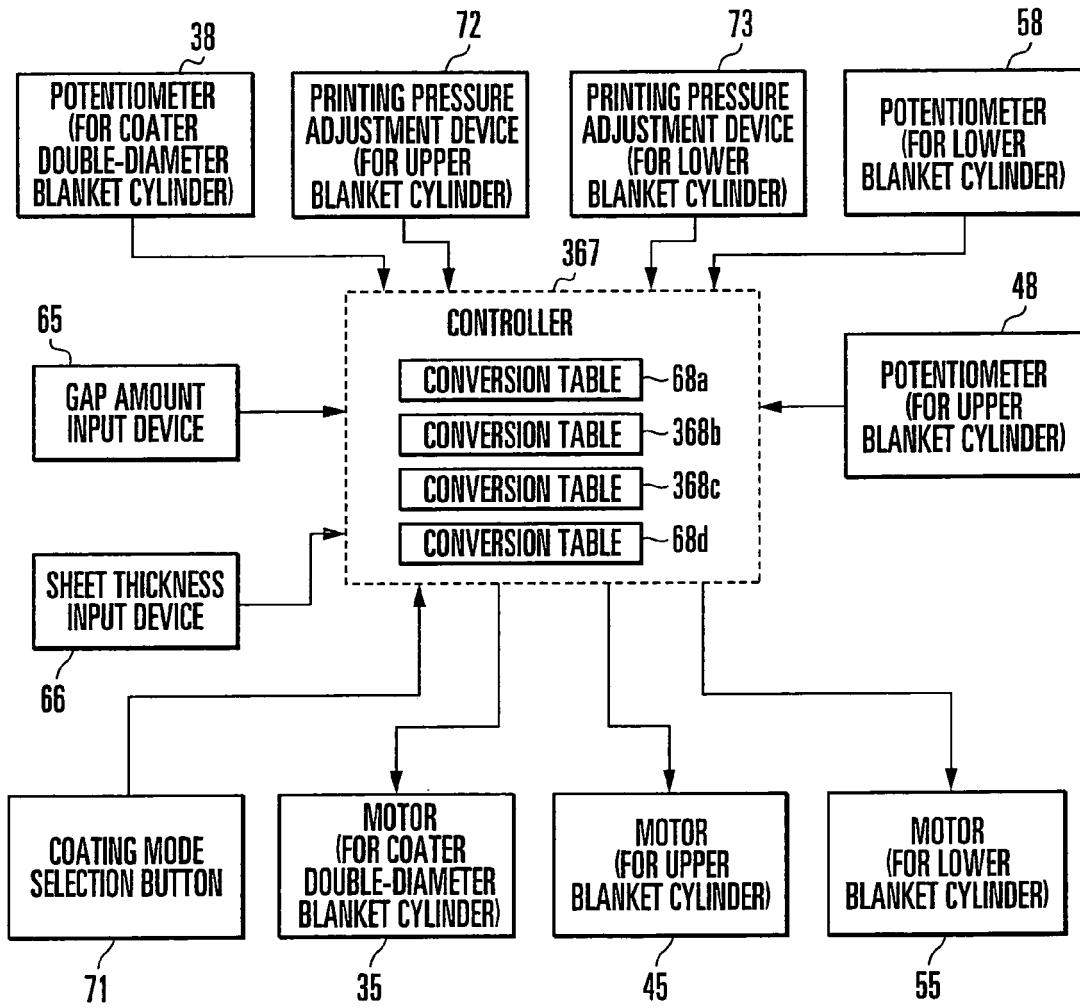 38
72
73
58
POTENTIOMETER
(FOR COATER
DOUBLE-DIAMETER
BLANKET CYLINDER)
PRINTING PRESSURE
ADJUSTMENT DEVICE
(FOR UPPER
BLANKET CYLINDER)
PRINTING PRESSURE
ADJUSTMENT DEVICE
(FOR LOWER
BLANKET CYLINDER)
POTENTIOMETER
(FOR LOWER
BLANKET CYLINDER)
367
CONTROLLER
CONVERSION TABLE
68a
CONVERSION TABLE
368b
CONVERSION TABLE
368c
CONVERSION TABLE
68d
65
GAP AMOUNT
INPUT DEVICE
48
POTENTIOMETER
(FOR UPPER
BLANKET CYLINDER)
SHEET THICKNESS
INPUT DEVICE
66
COATING MODE
SELECTION BUTTON
71
MOTOR
(FOR COATER
DOUBLE-DIAMETER
BLANKET CYLINDER)
35
MOTOR
(FOR UPPER
BLANKET CYLINDER)
45
MOTOR
(FOR LOWER
BLANKET CYLINDER)
55